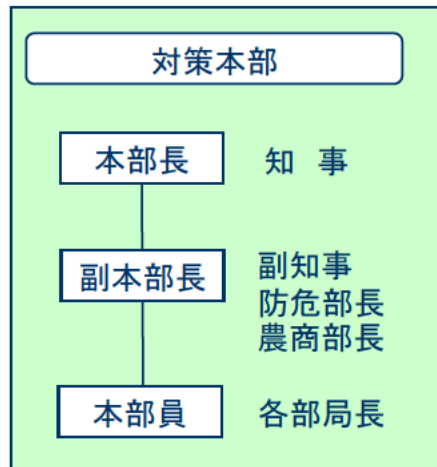 対策本部
本部長 知 事
副本部長 副知事
防危部長
農商部長
本部員 各部局長